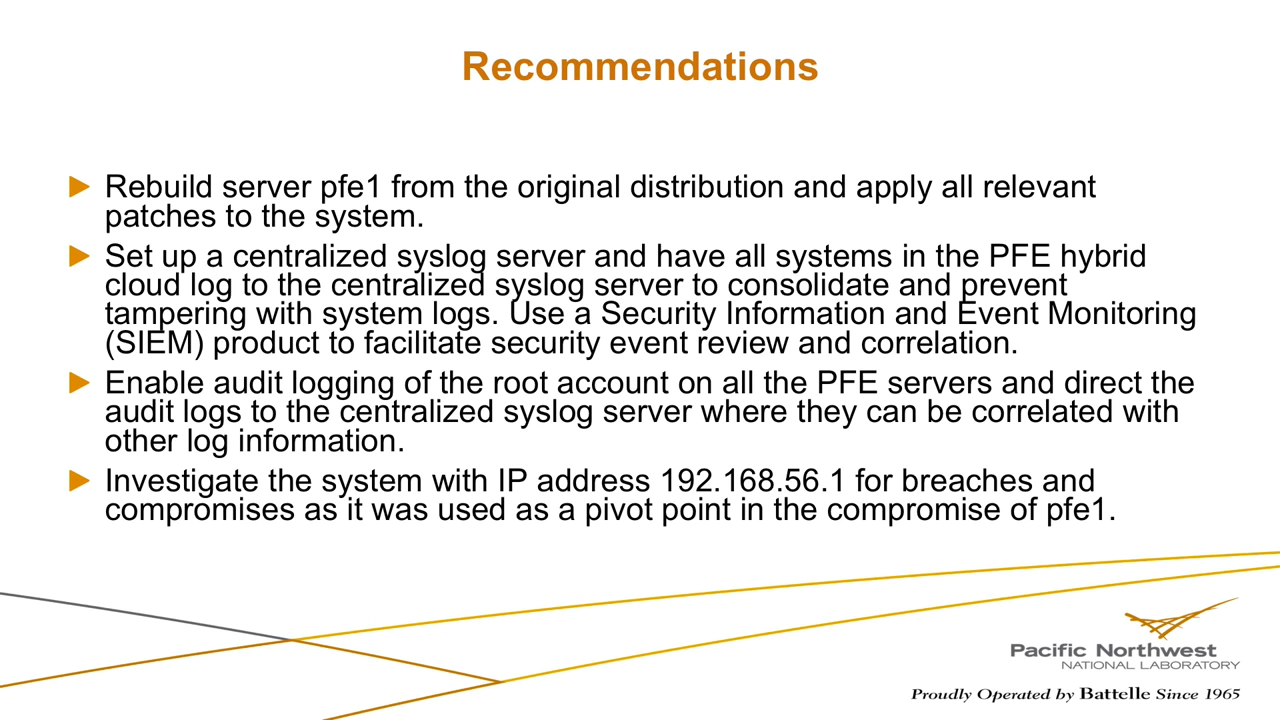 Recommendations
Rebuild server pfe1 from the original distribution and apply all relevant
patches to the system.
Set up a centralized syslog server and have all systems in the PFE hybrid
cloud log to the centralized syslog server to consolidate and prevent
tampering with system logs. Use a Security Information and Event Monitoring
(SIEM) product to facilitate security event review and correlation.
Enable audit logging of the root account on all the PFE servers and direct the
audit logs to the centralized syslog server where they can be correlated with
other log information.
Investigate the system with IP address 192.168.56.1 for breaches and
compromises as it was used as a pivot point in the compromise of pfe1.
Pacific Northwest
NATIONAL LABORATORY
Proudly Operated by Battelle Since 1965